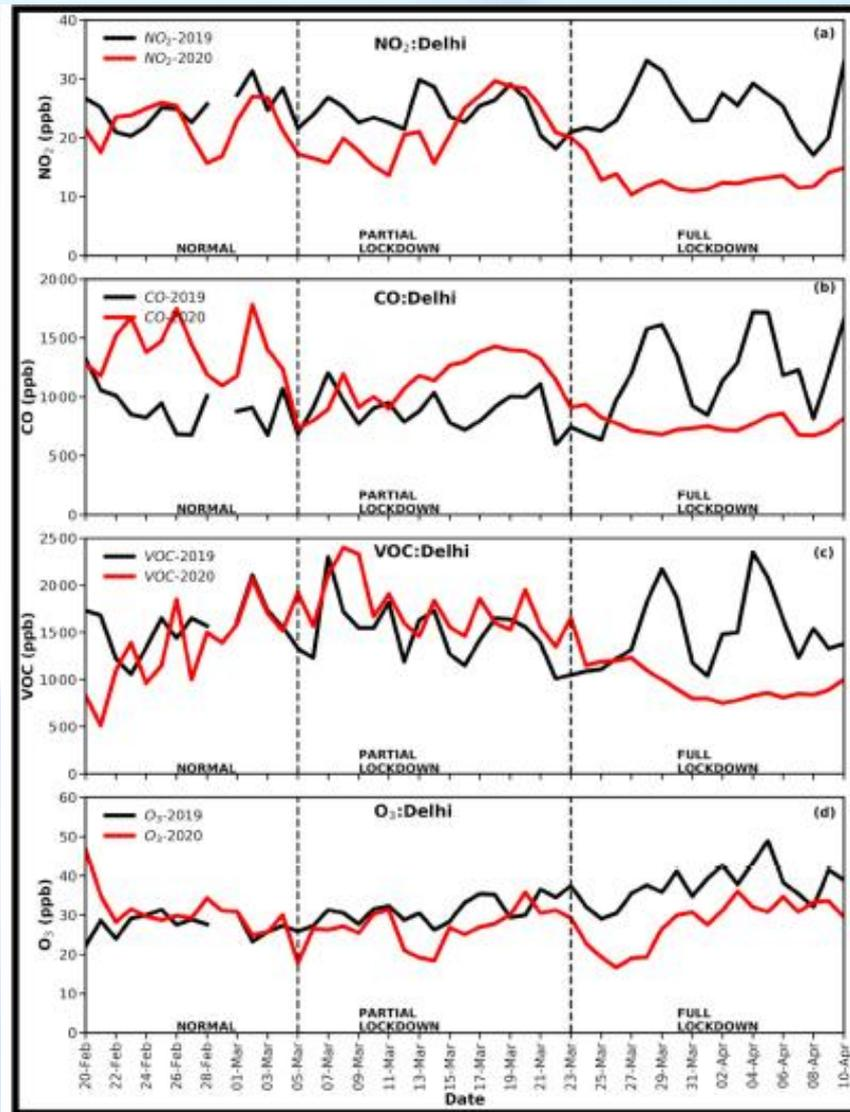 40
30
20
10
0
NO₂ (ppb)
NO₂-2019
NO₂-2020
NO₂:Delhi
(a)
NORMAL
PARTIAL
LOCKDOWN
FULL
LOCKDOWN
2000
1500
1000
500
0
CO (ppb)
CO-2019
CO-2020
CO:Delhi
(b)
NORMAL
PARTIAL
LOCKDOWN
FULL
LOCKDOWN
2500
2000
1500
1000
500
0
VOC (ppb)
VOC-2019
VOC-2020
VOC:Delhi
(c)
NORMAL
PARTIAL
LOCKDOWN
FULL
LOCKDOWN
60
50
40
30
20
10
0
O₃ (ppb)
O₃-2019
O₃-2020
O₃:Delhi
(d)
NORMAL
PARTIAL
LOCKDOWN
FULL
LOCKDOWN
20-Feb
22-Feb
24-Feb
26-Feb
28-Feb
01-Mar
03-Mar
05-Mar
07-Mar
09-Mar
11-Mar
13-Mar
15-Mar
17-Mar
19-Mar
21-Mar
23-Mar
25-Mar
27-Mar
29-Mar
31-Mar
02-Apr
04-Apr
06-Apr
08-Apr
10-Apr
Date